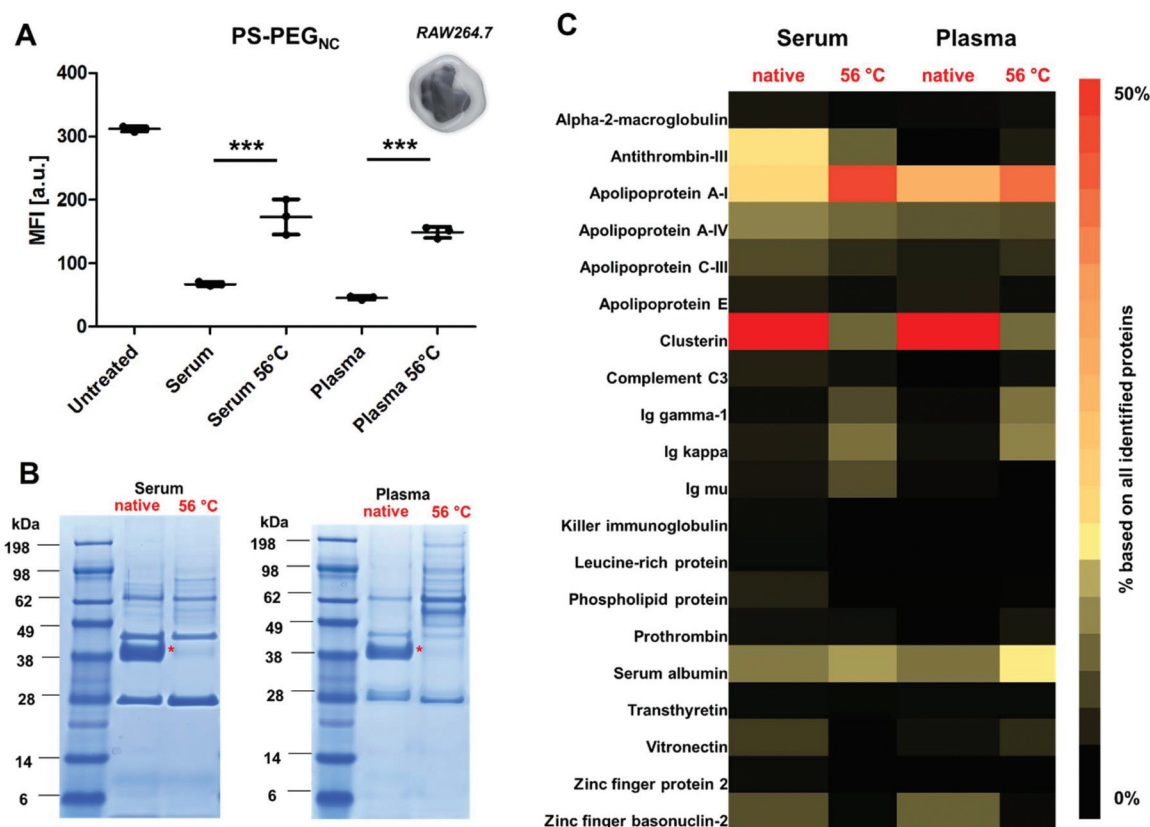 A
PS-PEG NC
RAW264.7
MFI [a.u.]
400
300
200
100
0
***
***
Untreated
Serum
Serum 56°C
Plasma
Plasma 56°C
B
Serum
native 56 °C
kDa
198
98
62
49
38
28
14
6
*
Plasma
native 56 °C
kDa
198
98
62
49
38
28
14
6
*
C
Serum Plasma
native 56 °C native 56 °C
Alpha-2-macroglobulin
Antithrombin-III
Apolipoprotein A-I
Apolipoprotein A-IV
Apolipoprotein C-III
Apolipoprotein E
Clusterin
Complement C3
Ig gamma-1
Ig kappa
Ig mu
Killer immunoglobulin
Leucine-rich protein
Phospholipid protein
Prothrombin
Serum albumin
Transthyretin
Vitronectin
Zinc finger protein 2
Zinc finger basonuclin-2
50%
% based on all identified proteins
0%